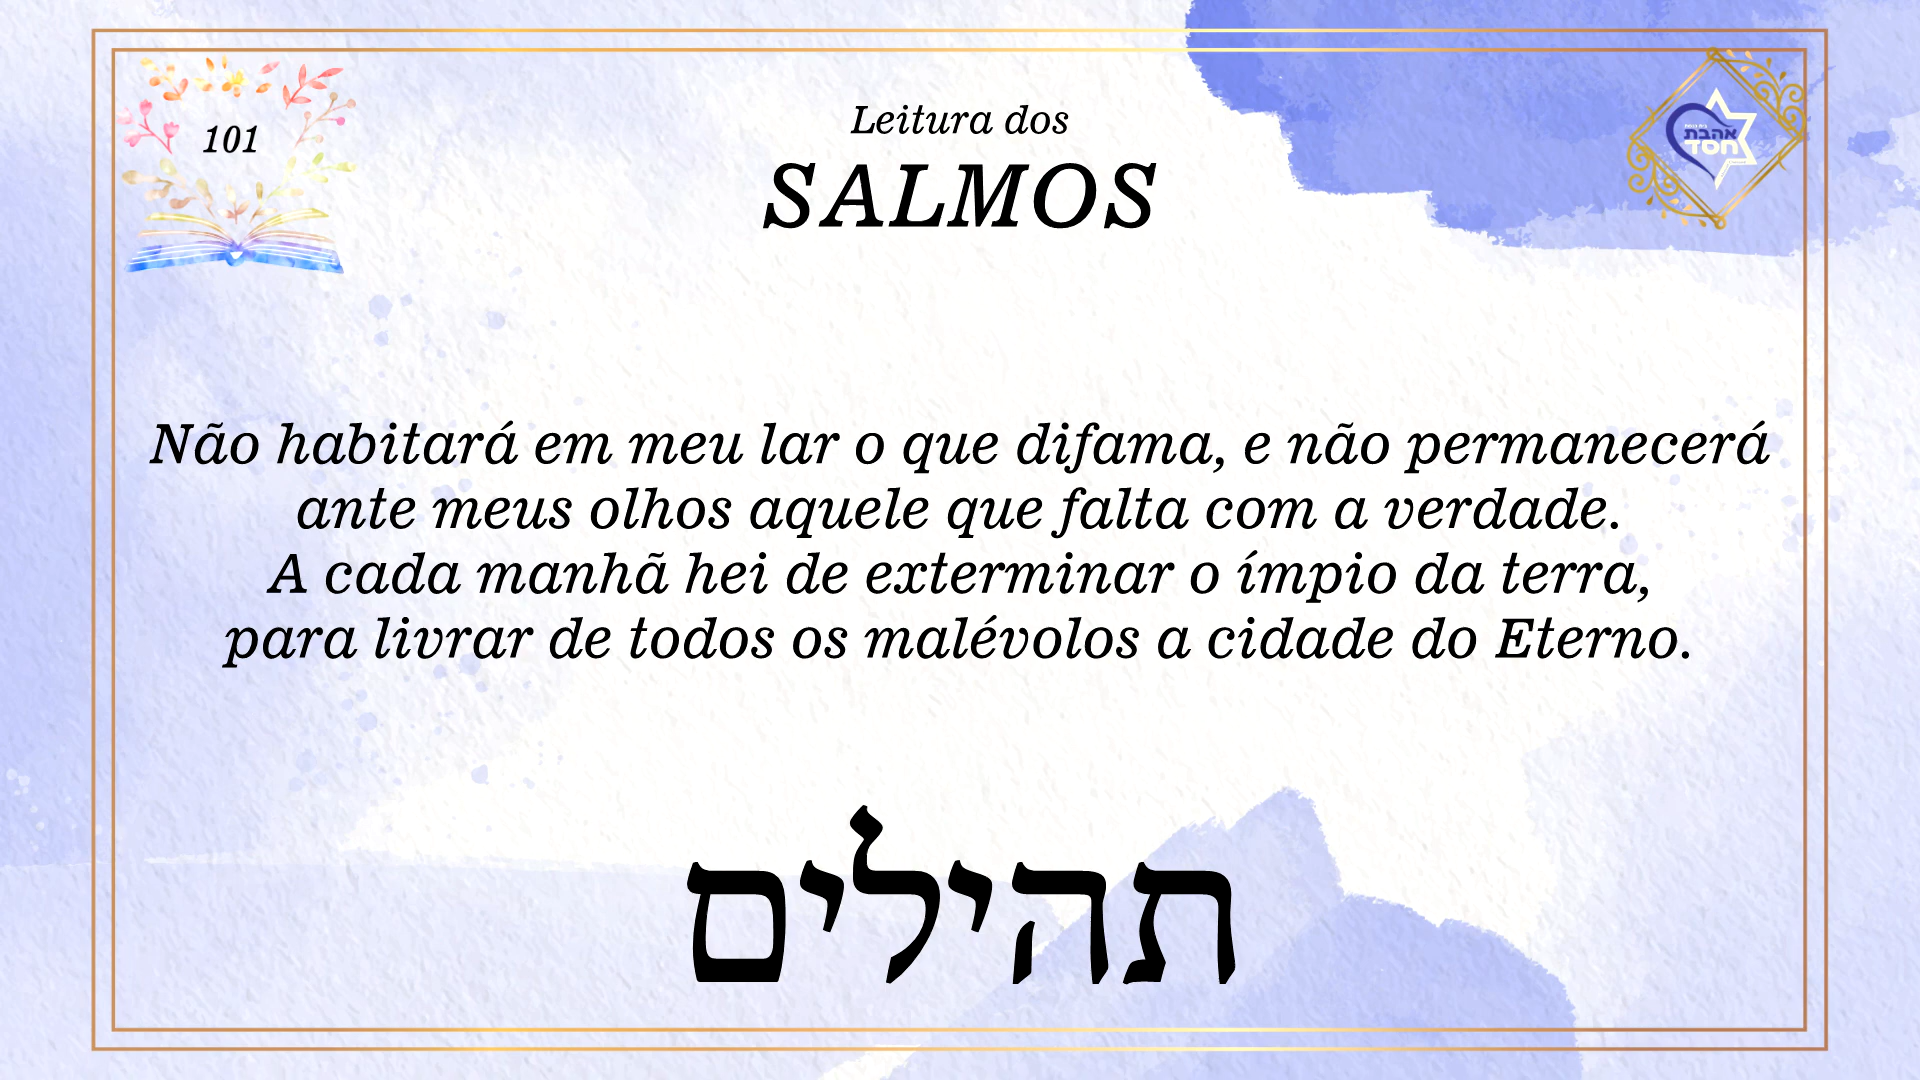 101
Leitura dos
SALMOS
אהבת
חסד
Não habitará em meu lar o que difama, e não permanecerá
ante meus olhos aquele que falta com a verdade.
A cada manhã hei de exterminar o ímpio da terra,
para livrar de todos os malévolos a cidade do Eterno.
תהילים